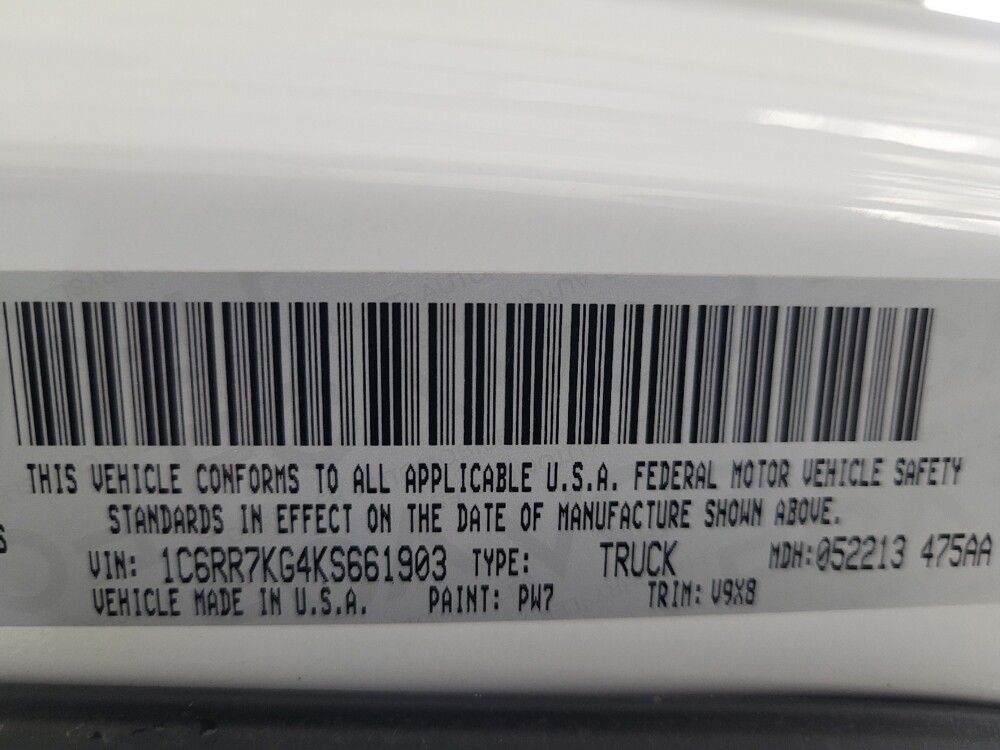 THIS VEHICLE CONFORMS TO ALL APPLICABLE U.S.A. FEDERAL MOTOR VEHICLE SAFETY
STANDARDS IN EFFECT ON THE DATE OF MANUFACTURE SHOWN ABOVE.
VIN: 1C6RR7KG4KS661903 TYPE: TRUCK MDH:052213 475AA
VEHICLE MADE IN U.S.A. PAINT: PW7 TRIM: V9X8